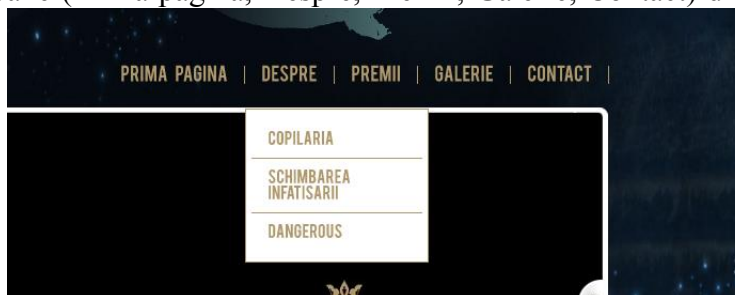 PRIMA PAGINA | DESPRE | PREMII | GALERIE | CONTACT |
COPILARIA
SCHIMBAREA
INFATISARII
DANGEROUS